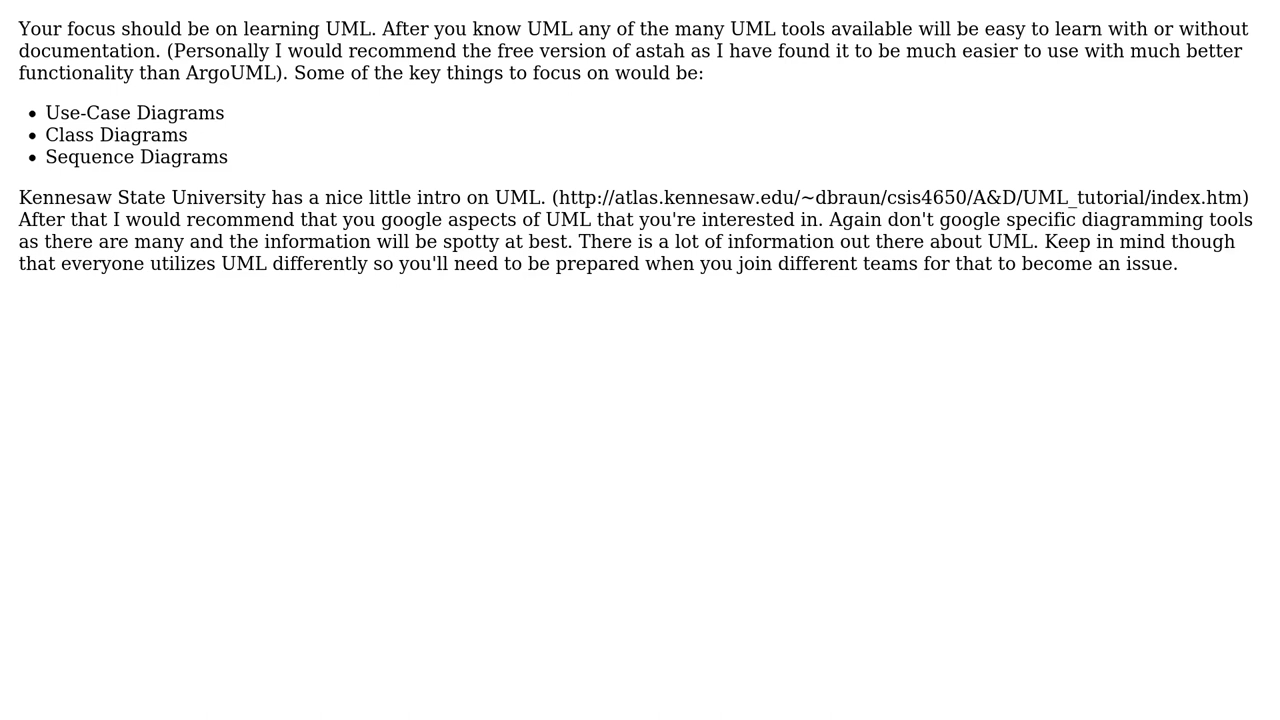 Your focus should be on learning UML. After you know UML any of the many UML tools available will be easy to learn with or without
documentation. (Personally I would recommend the free version of astah as I have found it to be much easier to use with much better
functionality than ArgoUML). Some of the key things to focus on would be:
• Use-Case Diagrams
• Class Diagrams
• Sequence Diagrams
Kennesaw State University has a nice little intro on UML. (http://atlas.kennesaw.edu/~dbraun/csis4650/A&D/UML_tutorial/index.htm)
After that I would recommend that you google aspects of UML that you're interested in. Again don't google specific diagramming tools
as there are many and the information will be spotty at best. There is a lot of information out there about UML. Keep in mind though
that everyone utilizes UML differently so you'll need to be prepared when you join different teams for that to become an issue.